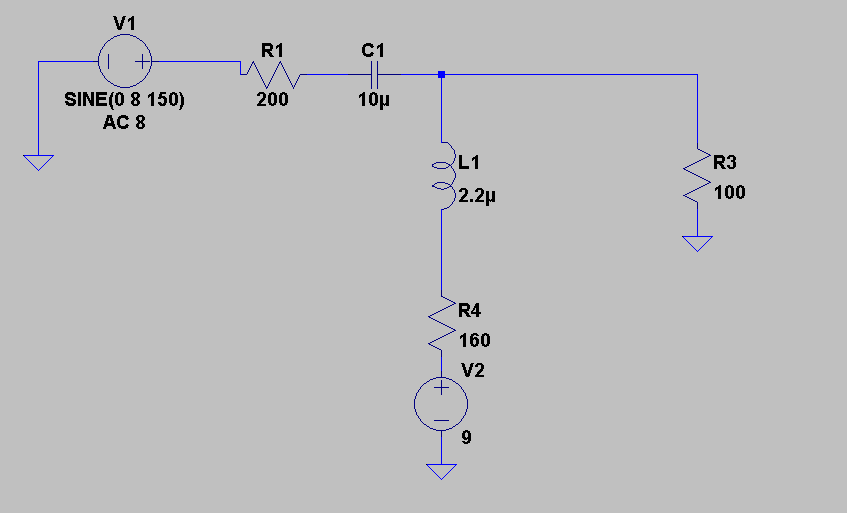 V1
SINE(0 8 150)
AC 8
R1
200
C1
10µ
L1
2.2µ
R3
100
R4
160
V2
9